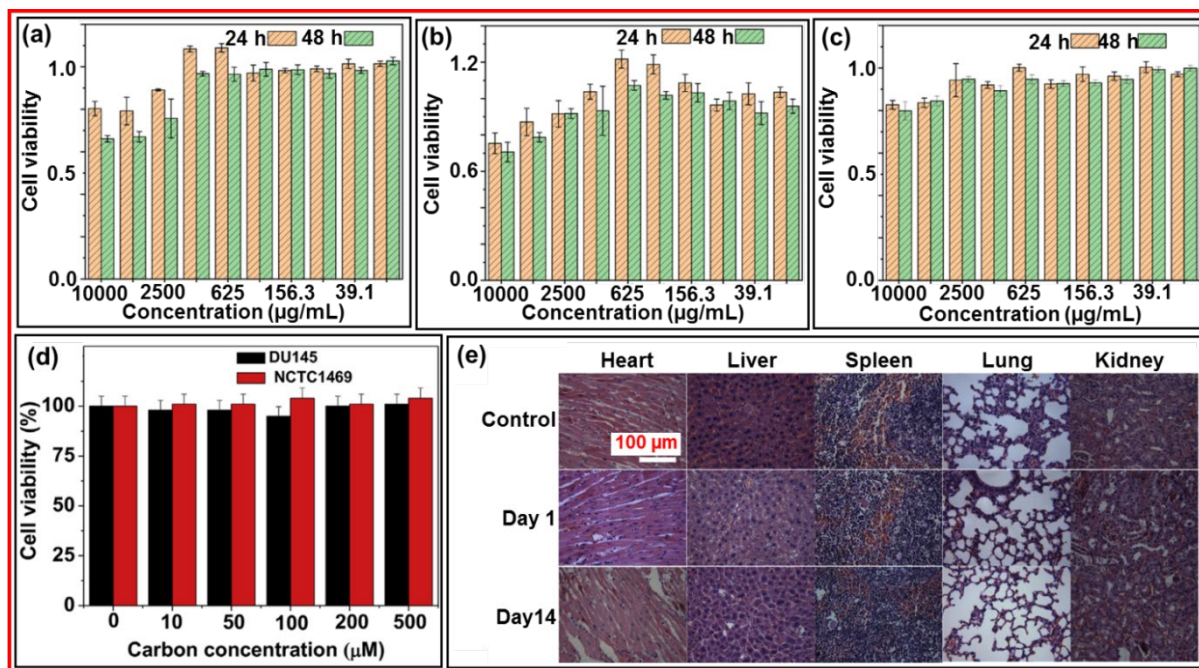 (a)
24 h 48 h
Cell viability
1.0
0.5
0.0
10000 2500 625 156.3 39.1
Concentration (µg/mL)
(b)
24 h 48 h
Cell viability
1.2
0.6
0.0
10000 2500 625 156.3 39.1
Concentration (µg/mL)
(c)
24 h 48 h
Cell viability
1.0
0.5
0.0
10000 2500 625 156.3 39.1
Concentration (µg/mL)
(d)
DU145
NCTC1469
Cell viability (%)
125
100
75
50
25
0
0 10 50 100 200 500
Carbon concentration (µM)
(e)
Heart Liver Spleen Lung Kidney
Control
100 µm
Day 1
Day14